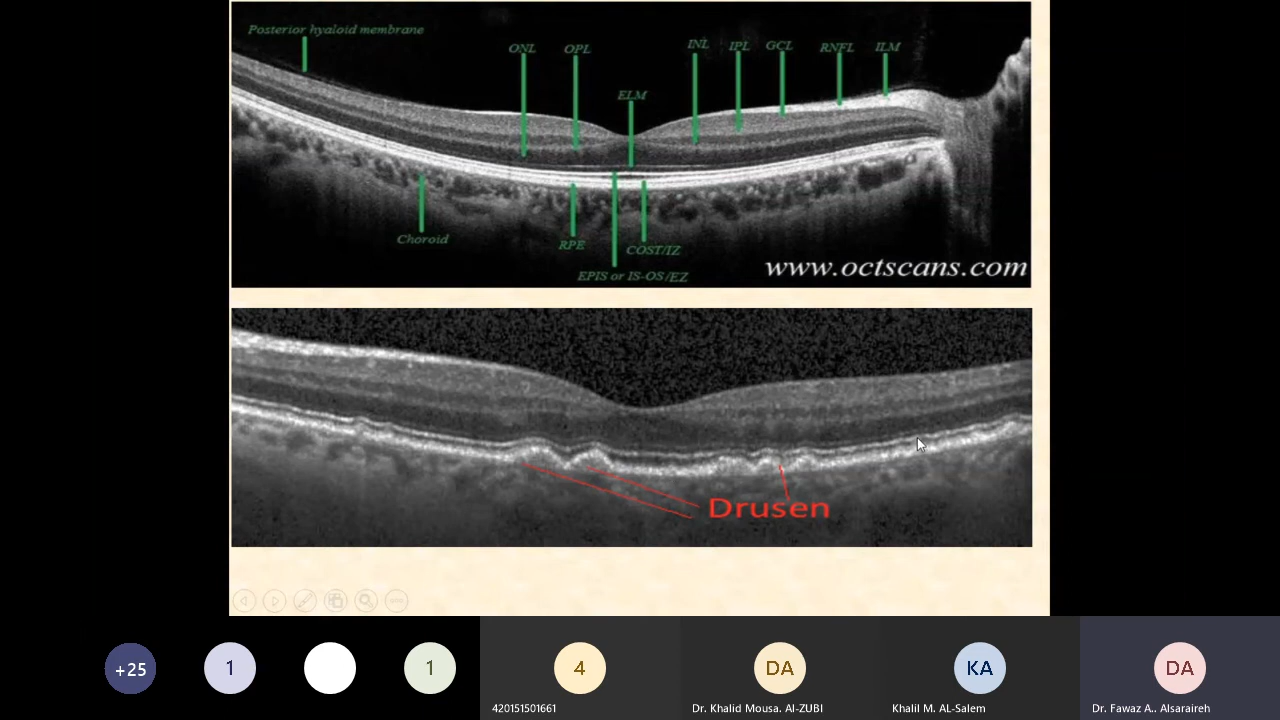 Posterior hyaloid membrane
ONL OPL INL IPL GCL RNFL ILM
ELM
Choroid RPE COST/IZ
EPIS or IS-OS/EZ
www.octscans.com
Drusen
+25 1 1 4 DA KA DA
420151501661 Dr. Khalid Mousa. Al-ZUBI Khalil M. AL-Salem Dr. Fawaz A.. Alsaraireh